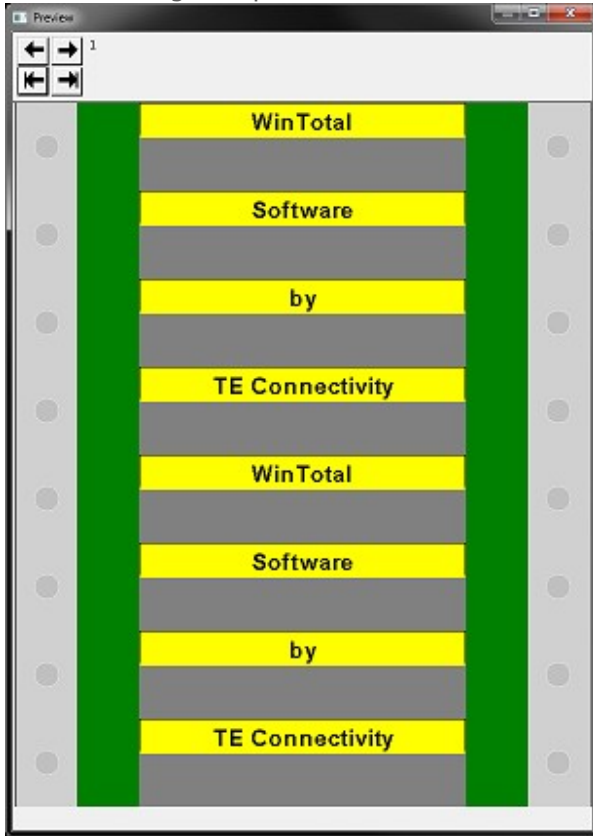 Preview
1
WinTotal
Software
by
TE Connectivity
WinTotal
Software
by
TE Connectivity